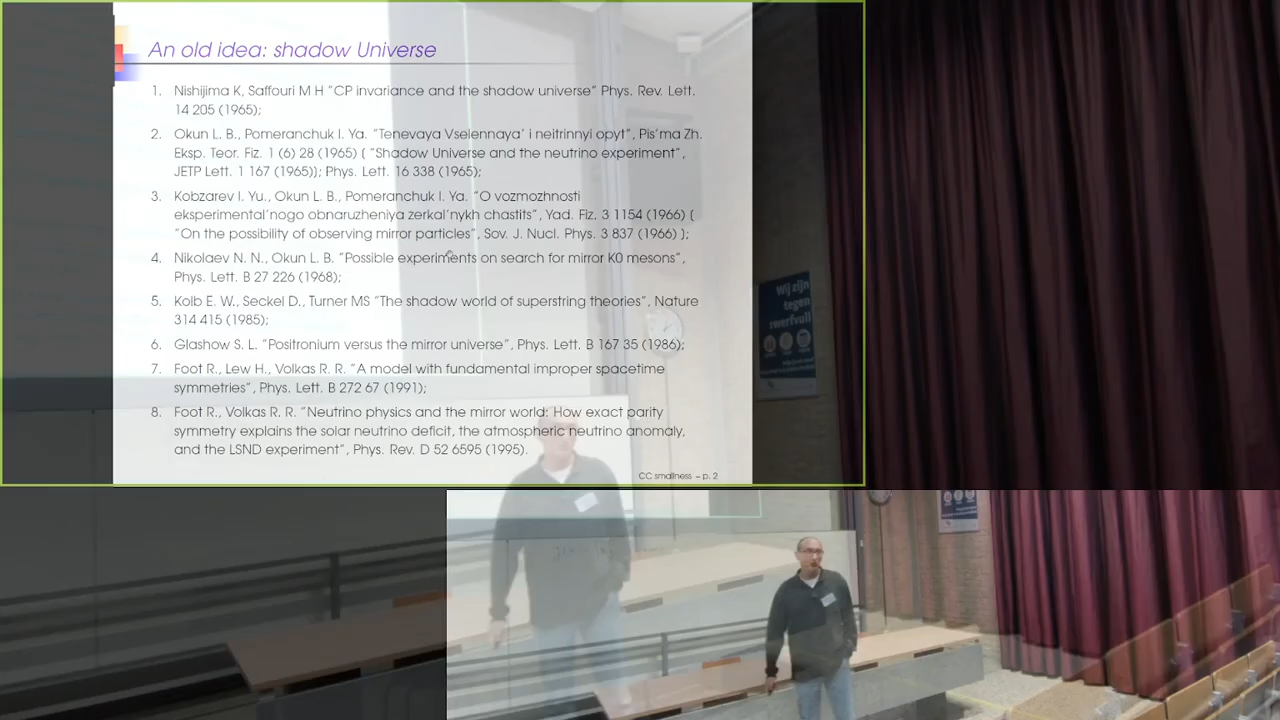 An old idea: shadow Universe
1. Nishijima K, Saffouri M H "CP invariance and the shadow universe" Phys. Rev. Lett.
14 205 (1965);
2. Okun L. B., Pomeranchuk I. Ya. "Tenevaya Vselennaya' i neitrinnyi opyt", Pis'ma Zh.
Eksp. Teor. Fiz. 1 (6) 28 (1965) [ "Shadow Universe and the neutrino experiment",
JETP Lett. 1 167 (1965)]; Phys. Lett. 16 338 (1965);
3. Kobzarev I. Yu., Okun L. B., Pomeranchuk I. Ya. "O vozmozhnosti
eksperimental'nogo obnaruzheniya zerkal'nykh chastits", Yad. Fiz. 3 1154 (1966) [
"On the possibility of observing mirror particles", Sov. J. Nucl. Phys. 3 837 (1966) ];
4. Nikolaev N. N., Okun L. B. "Possible experiments on search for mirror K0 mesons",
Phys. Lett. B 27 226 (1968);
5. Kolb E. W., Seckel D., Turner MS "The shadow world of superstring theories", Nature
314 415 (1985);
6. Glashow S. L. "Positronium versus the mirror universe", Phys. Lett. B 167 35 (1986);
7. Foot R., Lew H., Volkas R. R. "A model with fundamental improper spacetime
symmetries", Phys. Lett. B 272 67 (1991);
8. Foot R., Volkas R. R. "Neutrino physics and the mirror world: How exact parity
symmetry explains the solar neutrino deficit, the atmospheric neutrino anomaly,
and the LSND experiment", Phys. Rev. D 52 6595 (1995).
CC smallness – p. 2
Wij zijn
tegen
zwerfvuil